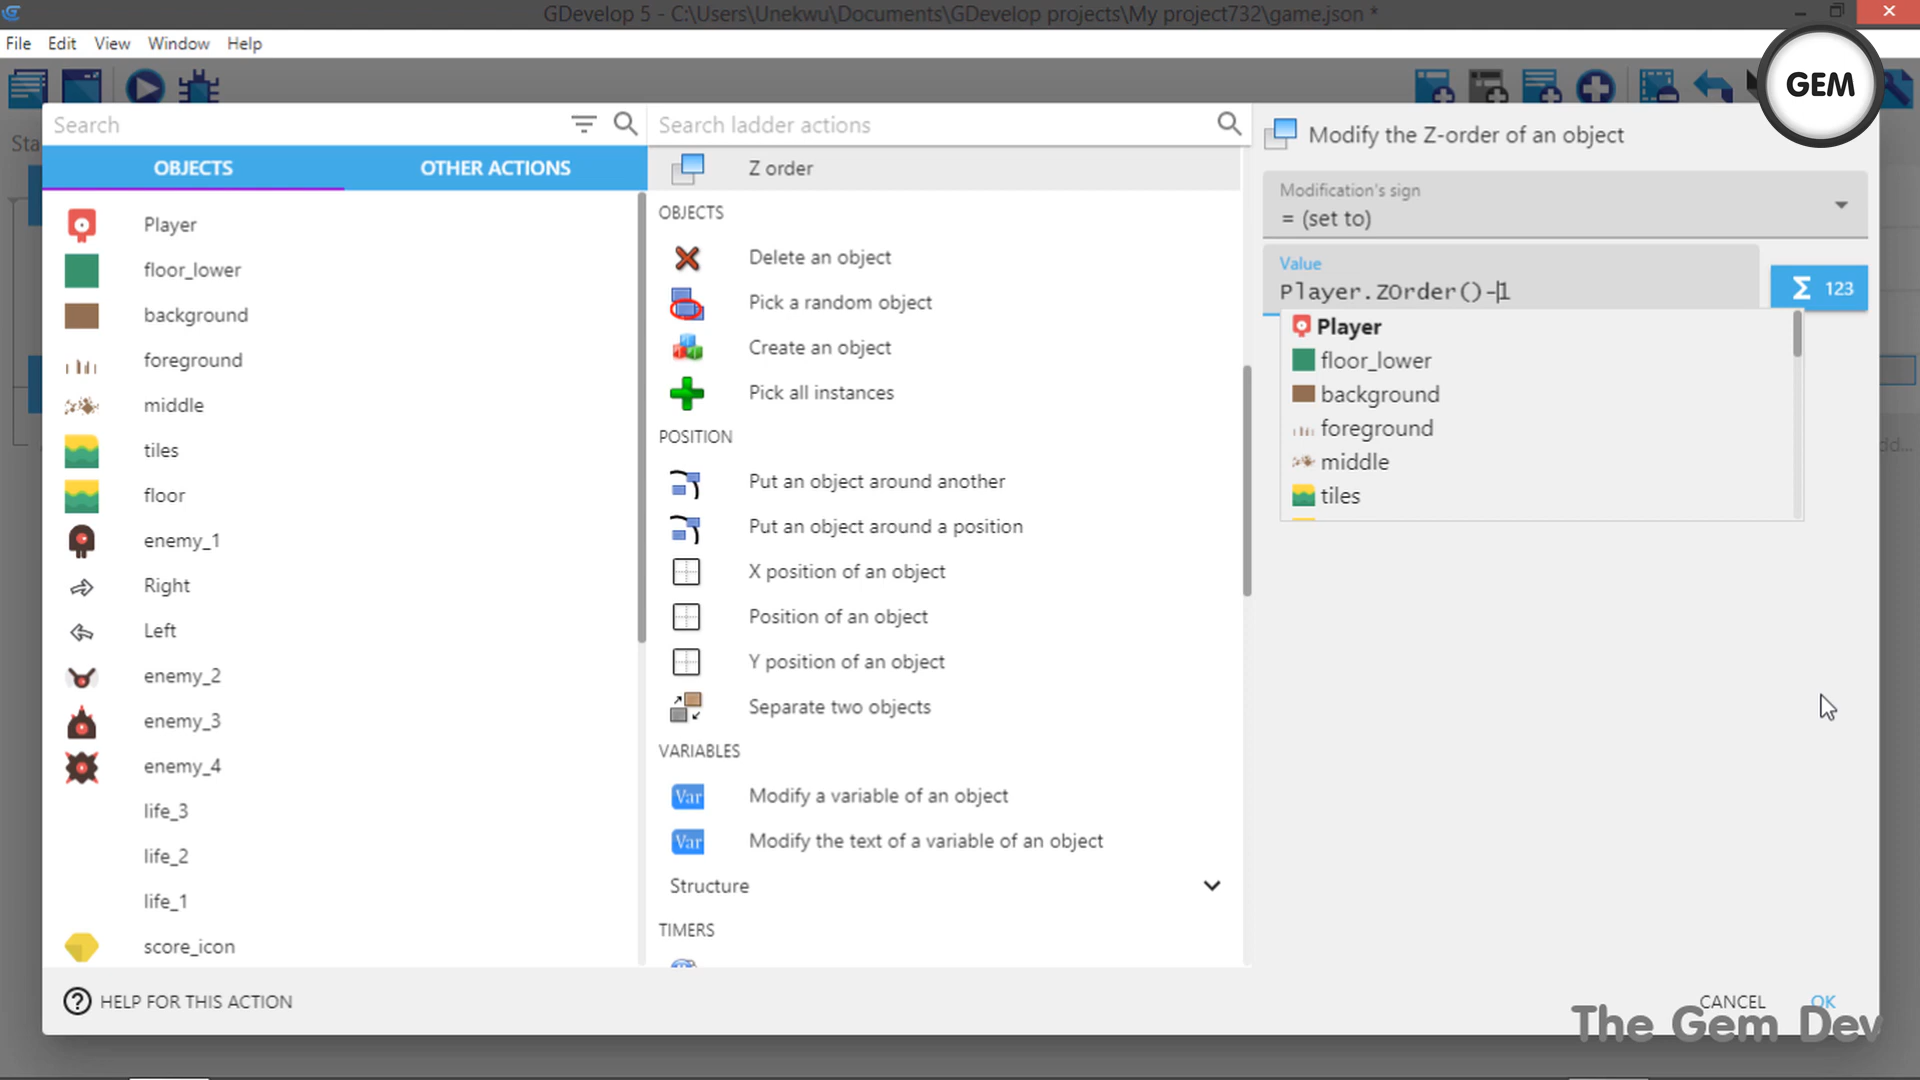 GDevelop 5 - C:\Users\Unekwu\Documents\GDevelop projects\My project732\game.json *
File Edit View Window Help
GEM
Sta
Search
Search ladder actions
OBJECTS
OTHER ACTIONS
Player
floor_lower
background
foreground
middle
tiles
floor
enemy_1
Right
Left
enemy_2
enemy_3
enemy_4
life_3
life_2
life_1
score_icon
Z order
OBJECTS
Delete an object
Pick a random object
Create an object
Pick all instances
POSITION
Put an object around another
Put an object around a position
X position of an object
Position of an object
Y position of an object
Separate two objects
VARIABLES
Var Modify a variable of an object
Var Modify the text of a variable of an object
Structure
TIMERS
Modify the Z-order of an object
Modification's sign
= (set to)
Value
Player.ZOrder()-1
Σ 123
Player
floor_lower
background
foreground
middle
tiles
dd...
? HELP FOR THIS ACTION
CANCEL OK
The Gem Dev